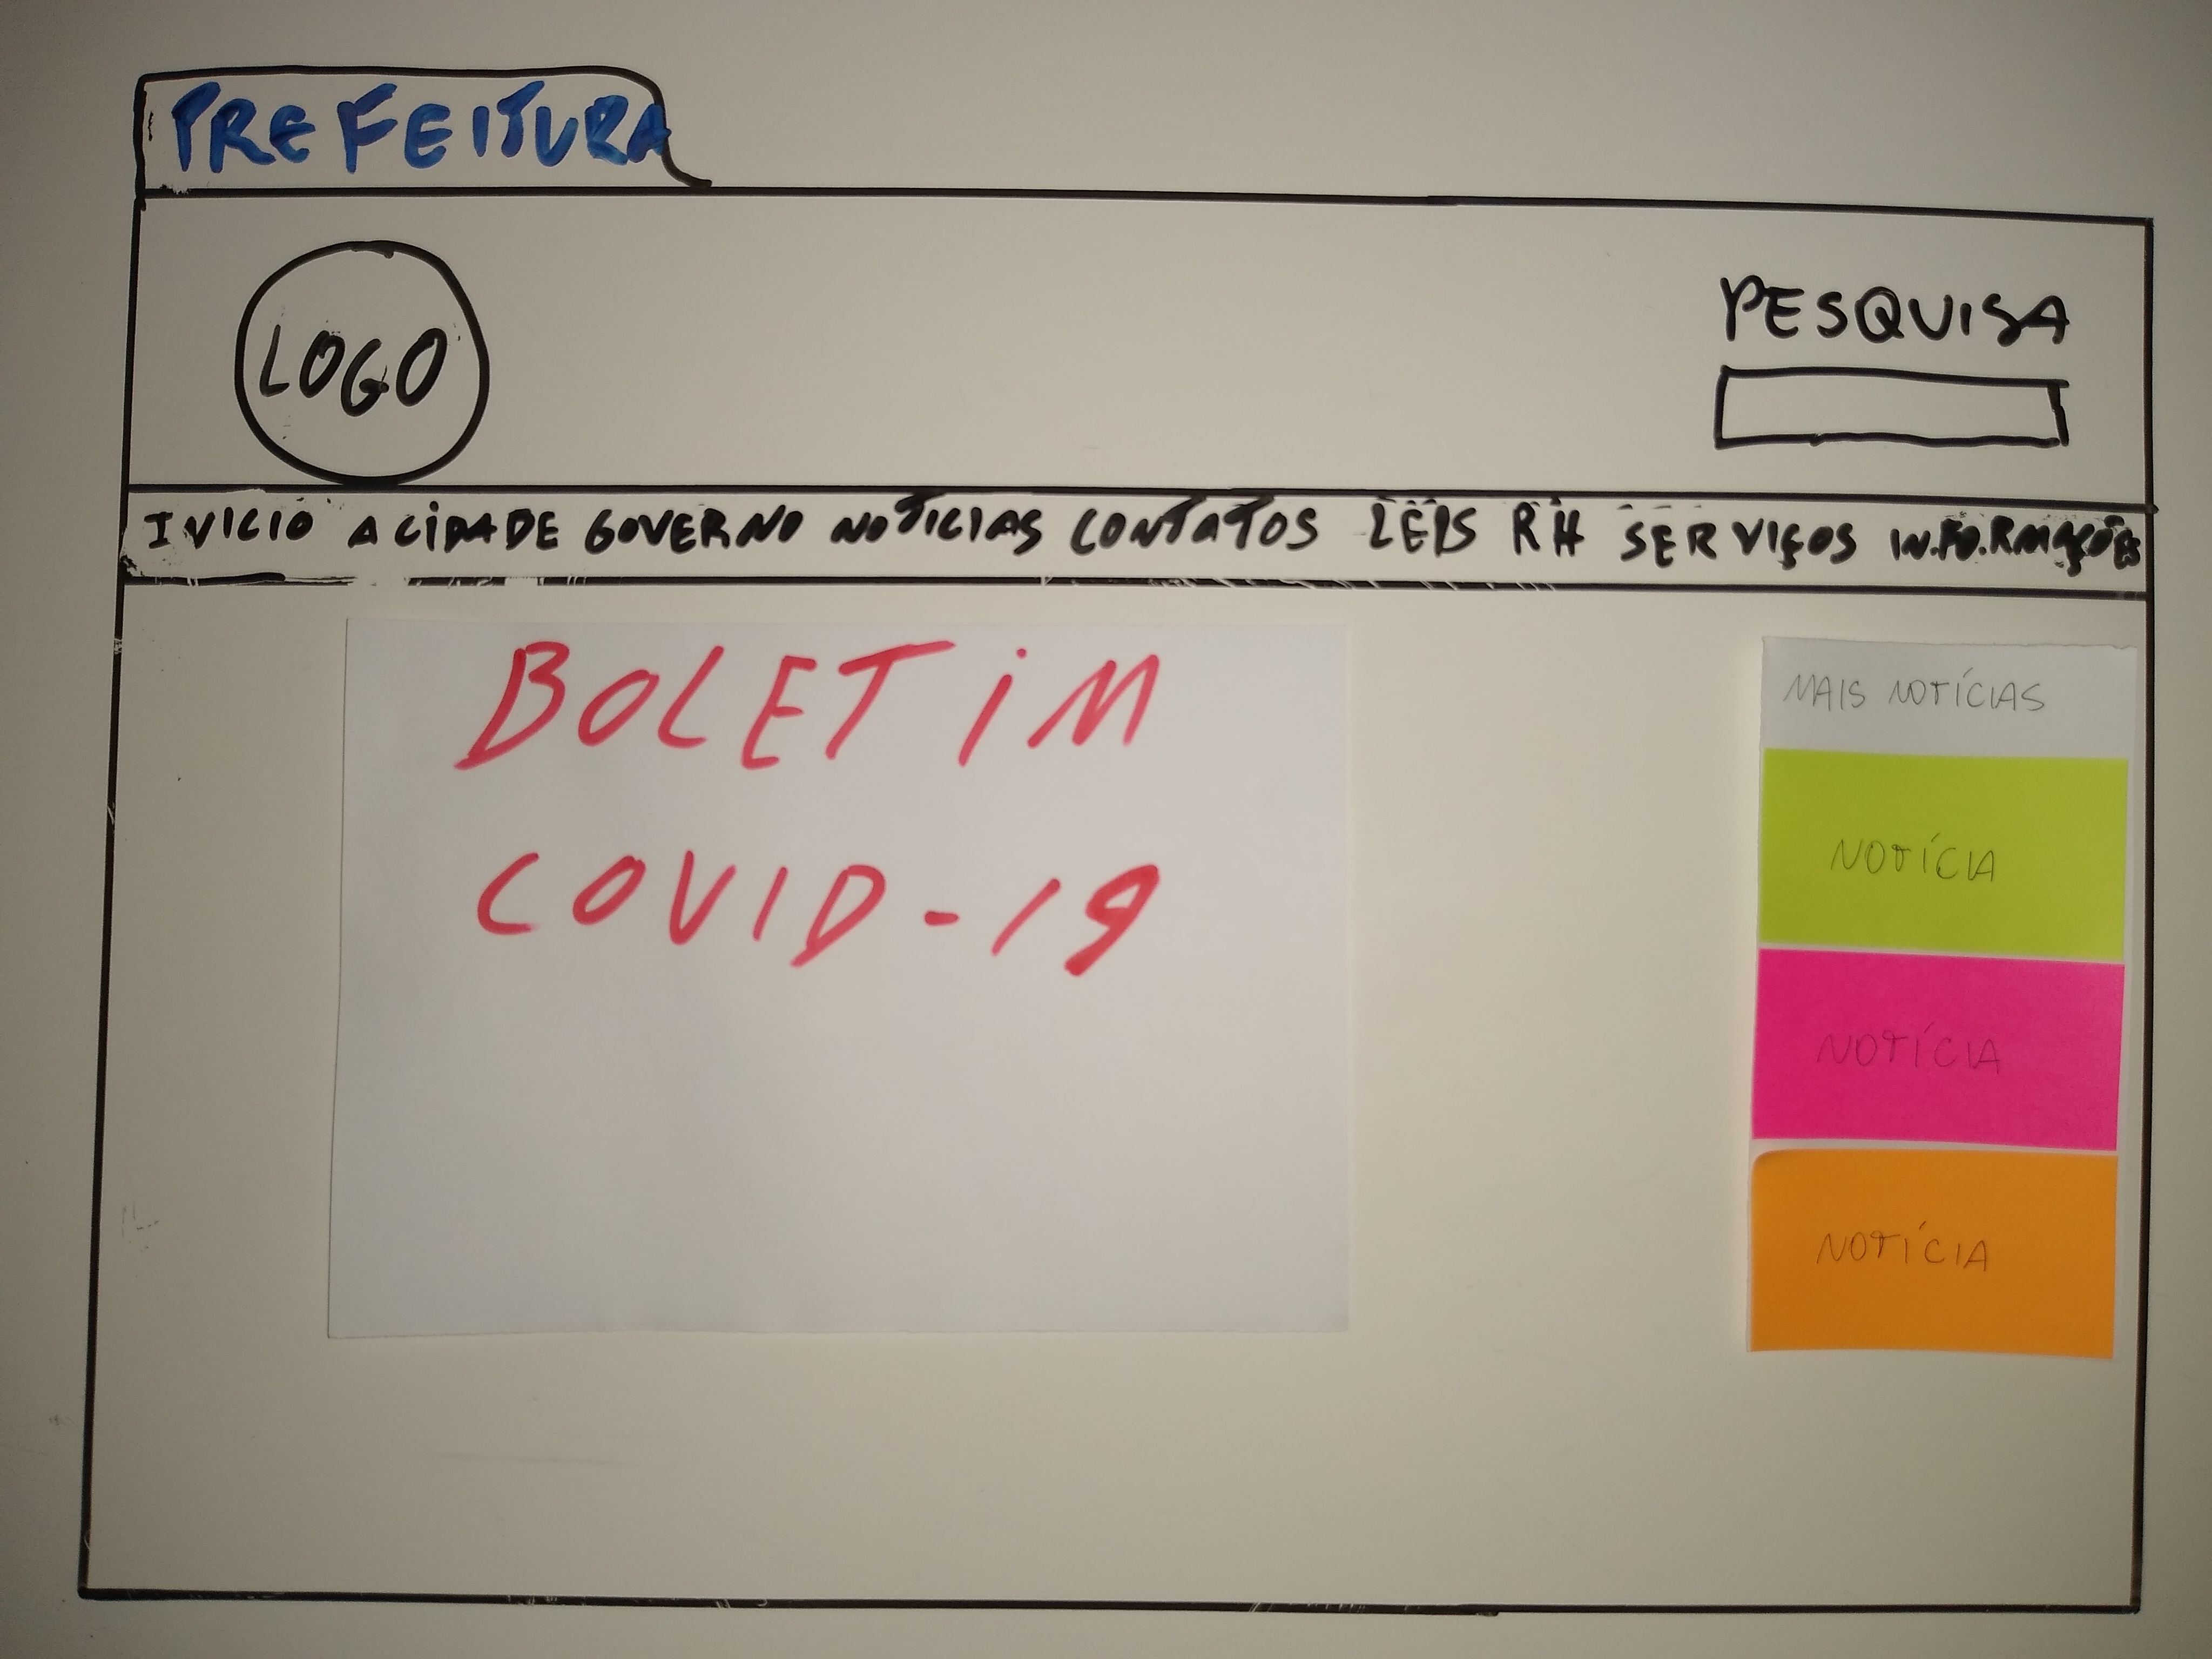 PREFEITURA
LOGO
PESQUISA
INICIO A CIDADE GOVERNO NOTICIAS CONTATOS LEIS RH SERVIÇOS INFORMAÇÕES
BOLETIM
COVID-19
MAIS NOTÍCIAS
NOTÍCIA
NOTÍCIA
NOTÍCIA